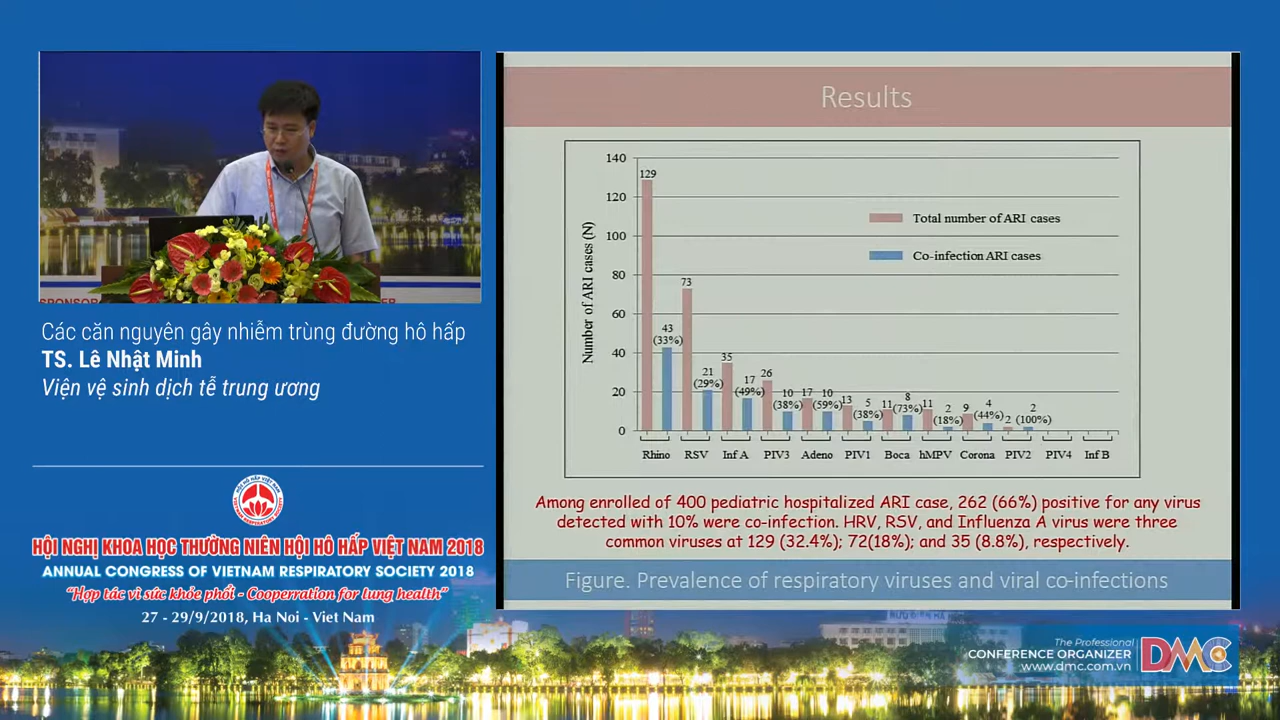 SPONSOR
Các căn nguyên gây nhiễm trùng đường hô hấp
TS. Lê Nhật Minh
Viện vệ sinh dịch tễ trung ương
HỘI HÔ HẤP VIỆT NAM
VIETNAM RESPIRATORY SOCIETY
HỘI NGHỊ KHOA HỌC THƯỜNG NIÊN HỘI HÔ HẤP VIỆT NAM 2018
ANNUAL CONGRESS OF VIETNAM RESPIRATORY SOCIETY 2018
"Hợp tác vì sức khỏe phổi - Cooperration for lung health"
27 - 29/9/2018, Ha Noi - Viet Nam
Results
Number of ARI cases (N)
140
120
100
80
60
40
20
0
Total number of ARI cases
Co-infection ARI cases
129
43
(33%)
73
21
(29%)
35
17
(49%)
26
10
(38%)
17
10
(59%)
13
5
(38%)
11
8
(73%)
11
2
(18%)
9
4
(44%)
2
2
(100%)
Rhino RSV Inf A PIV3 Adeno PIV1 Boca hMPV Corona PIV2 PIV4 Inf B
Among enrolled of 400 pediatric hospitalized ARI case, 262 (66%) positive for any virus
detected with 10% were co-infection. HRV, RSV, and Influenza A virus were three
common viruses at 129 (32.4%); 72(18%); and 35 (8.8%), respectively.
Figure. Prevalence of respiratory viruses and viral co-infections
The Professional
CONFERENCE ORGANIZER
www.dmc.com.vn
DMC